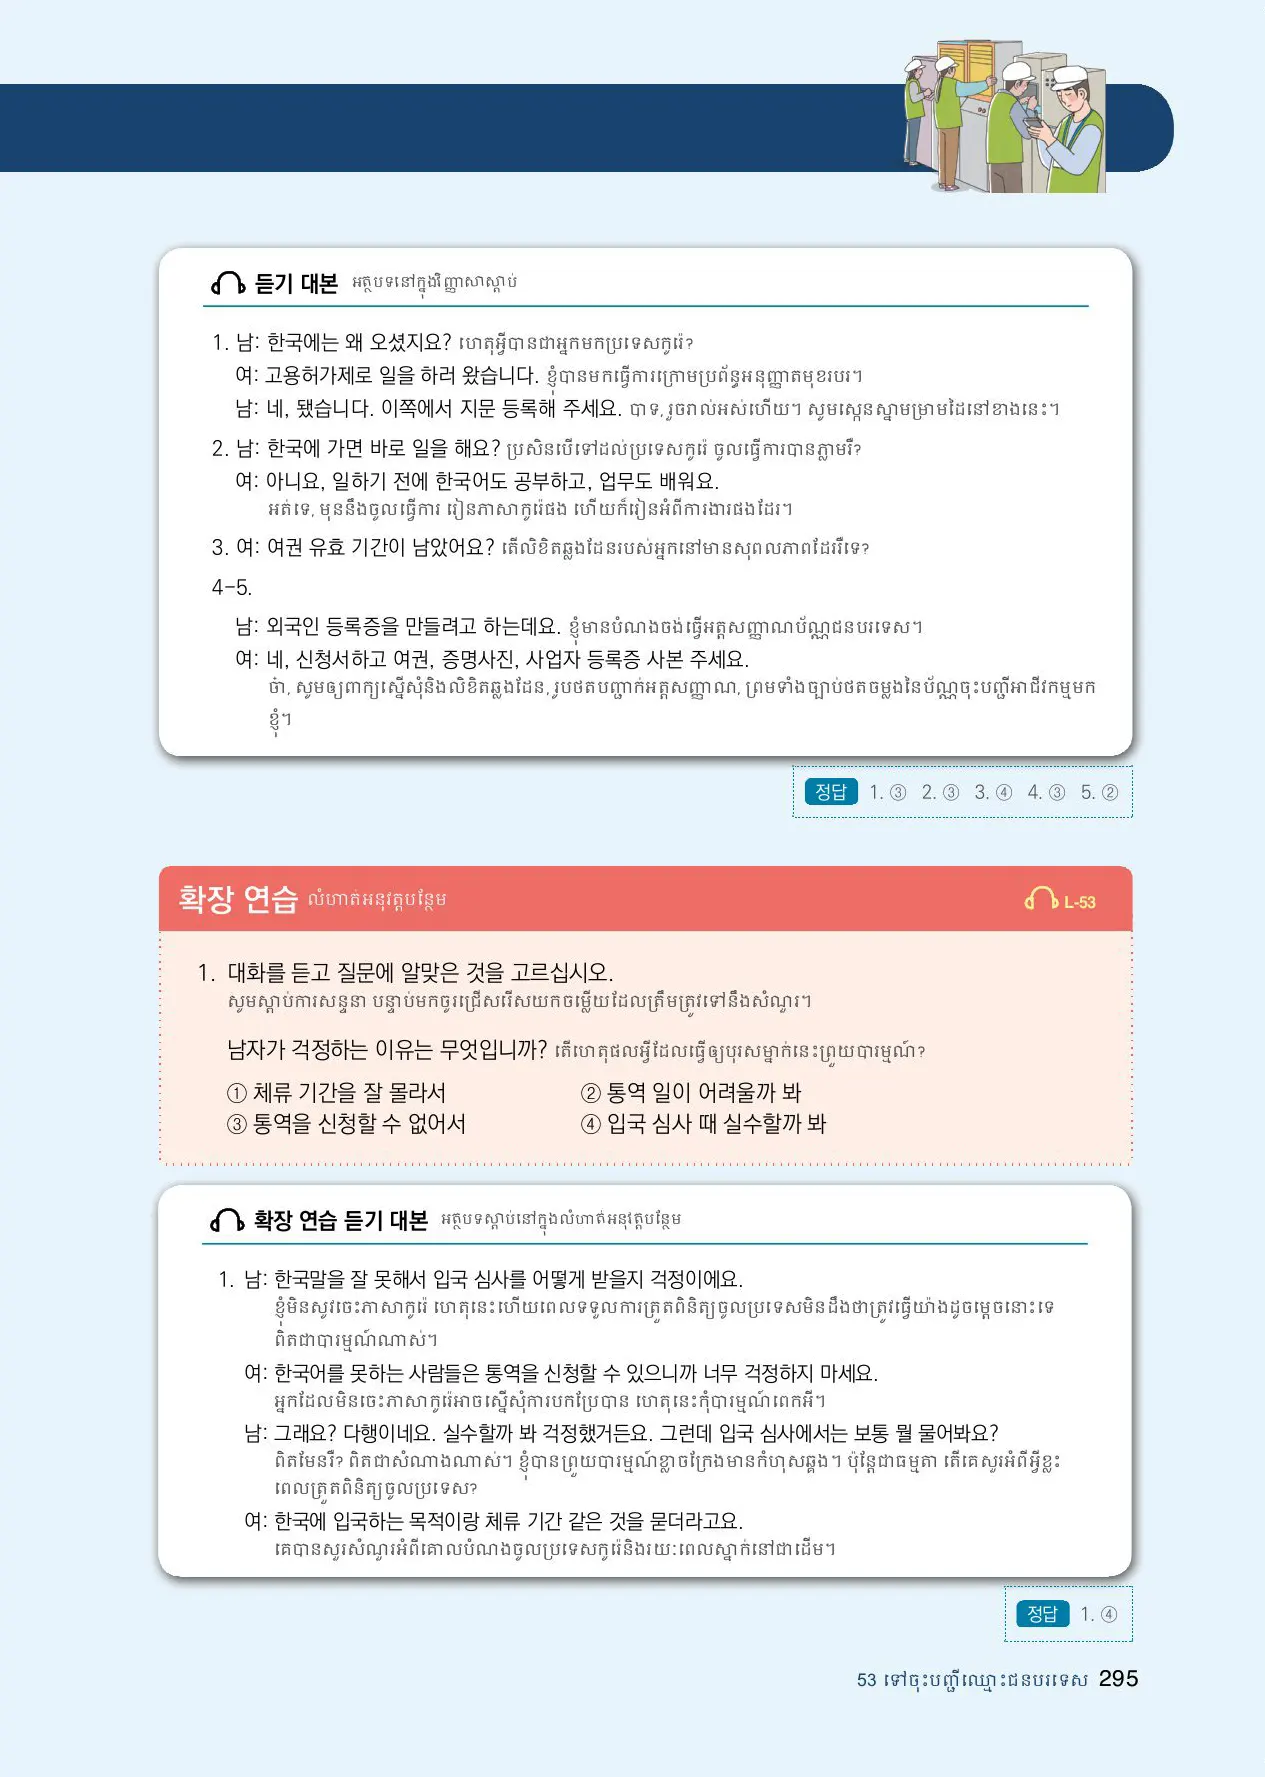 듣기 대본 អត្ថបទនៅក្នុងវិញ្ញាសាស្តាប់
1. 남: 한국에는 왜 오셨지요? ហេតុអ្វីបានជាអ្នកមកប្រទេសកូរ៉េ?
여: 고용허가제로 일을 하러 왔습니다. ខ្ញុំបានមកធ្វើការក្រោមប្រព័ន្ធអនុញ្ញាតមុខរបរ។
남: 네, 됐습니다. 이쪽에서 지문 등록해 주세요. បាទ, រួចរាល់អស់ហើយ។ សូមស្កេនស្នាមម្រាមដៃនៅខាងនេះ។
2. 남: 한국에 가면 바로 일을 해요? ប្រសិនបើទៅដល់ប្រទេសកូរ៉េ ចូលធ្វើការបានភ្លាមរឺ?
여: 아니요, 일하기 전에 한국어도 공부하고, 업무도 배워요.
អត់ទេ, មុននឹងចូលធ្វើការ រៀនភាសាកូរ៉េផង ហើយក៏រៀនអំពីការងារផងដែរ។
3. 여: 여권 유효 기간이 남았어요? តើលិខិតឆ្លងដែនរបស់អ្នកនៅមានសុពលភាពដែររឺទេ?
4-5.
남: 외국인 등록증을 만들려고 하는데요. ខ្ញុំមានបំណងចង់ធ្វើអត្តសញ្ញាណប័ណ្ណជនបរទេស។
여: 네, 신청서하고 여권, 증명사진, 사업자 등록증 사본 주세요.
ចា៎, សូមឲ្យពាក្យស្នើសុំនិងលិខិតឆ្លងដែន, រូបថតបញ្ជាក់អត្តសញ្ញាណ, ព្រមទាំងច្បាប់ថតចម្លងនៃប័ណ្ណចុះបញ្ជីអាជីវកម្មមក
ខ្ញុំ។
정답 1. ③ 2. ③ 3. ④ 4. ③ 5. ②
확장 연습 លំហាត់អនុវត្តបន្ថែម L-53
1. 대화를 듣고 질문에 알맞은 것을 고르십시오.
សូមស្តាប់ការសន្ទនា បន្ទាប់មកចូរជ្រើសរើសយកចម្លើយដែលត្រឹមត្រូវទៅនឹងសំណួរ។
남자가 걱정하는 이유는 무엇입니까? តើហេតុផលអ្វីដែលធ្វើឲ្យបុរសម្នាក់នេះព្រួយបារម្មណ៍?
① 체류 기간을 잘 몰라서 ② 통역 일이 어려울까 봐
③ 통역을 신청할 수 없어서 ④ 입국 심사 때 실수할까 봐
확장 연습 듣기 대본 អត្ថបទស្តាប់នៅក្នុងលំហាត់អនុវត្តបន្ថែម
1. 남: 한국말을 잘 못해서 입국 심사를 어떻게 받을지 걱정이에요.
ខ្ញុំមិនសូវចេះភាសាកូរ៉េ ហេតុនេះហើយពេលទទួលការត្រួតពិនិត្យចូលប្រទេសមិនដឹងថាត្រូវធ្វើយ៉ាងដូចម្តេចនោះទេ
ពិតជាបារម្មណ៍ណាស់។
여: 한국어를 못하는 사람들은 통역을 신청할 수 있으니까 너무 걱정하지 마세요.
អ្នកដែលមិនចេះភាសាកូរ៉េអាចស្នើសុំការបកប្រែបាន ហេតុនេះកុំបារម្មណ៍ពេកអី។
남: 그래요? 다행이네요. 실수할까 봐 걱정했거든요. 그런데 입국 심사에서는 보통 뭘 물어봐요?
ពិតមែនរឺ? ពិតជាសំណាងណាស់។ ខ្ញុំបានព្រួយបារម្មណ៍ខ្លាចក្រែងមានកំហុសឆ្គង។ ប៉ុន្តែជាធម្មតា តើគេសួរអំពីអ្វីខ្លះ
ពេលត្រួតពិនិត្យចូលប្រទេស?
여: 한국에 입국하는 목적이랑 체류 기간 같은 것을 묻더라고요.
គេបានសួរសំណួរអំពីគោលបំណងចូលប្រទេសកូរ៉េនិងរយៈពេលស្នាក់នៅជាដើម។
정답 1. ④
53 ទៅចុះបញ្ជីឈ្មោះជនបរទេស 295